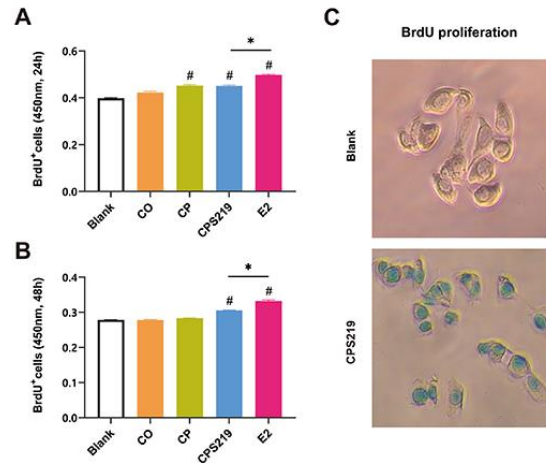 A
BrdU⁺cells (450nm, 24h)
0.6
0.4
0.2
0.0
*
#
#
#
Blank
CO
CP
CPS219
E2
B
BrdU⁺cells (450nm, 48h)
0.6
0.4
0.3
0.2
0.1
0.0
*
#
#
Blank
CO
CP
CPS219
E2
C
BrdU proliferation
Blank
CPS219